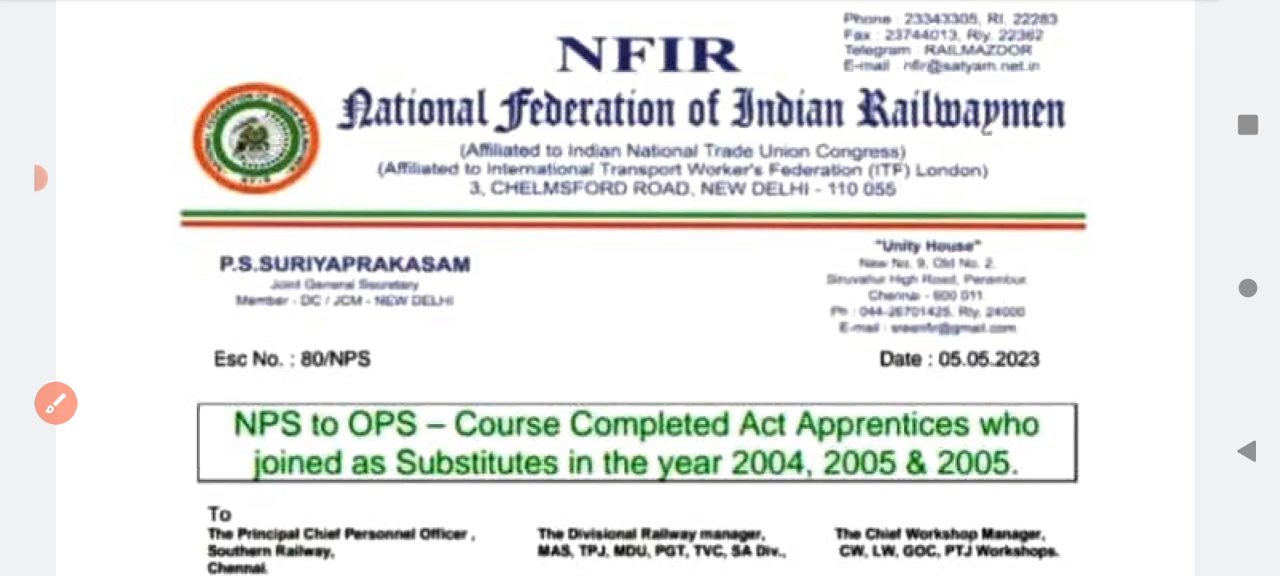 Phone : 23343305, Rl. 22283
Fax : 23744013, Rly. 22382
Telegram : RAILMAZDOR
E-mail : nfir@satyam.net.in
NFIR
National Federation of Indian Railwaymen
(Affiliated to Indian National Trade Union Congress)
(Affiliated to International Transport Worker's Federation (ITF) London)
3, CHELMSFORD ROAD, NEW DELHI - 110 055
P.S.SURIYAPRAKASAM
Joint General Secretary
Member - DC / JCM - NEW DELHI
"Unity House"
New No. 9, Old No. 2,
Siruvallur High Road, Perambur,
Chennai - 600 011.
Ph : 044-26701425, Rly. 24000
E-mail :
Esc No. : 80/NPS
Date : 05.05.2023
NPS to OPS – Course Completed Act Apprentices who
joined as Substitutes in the year 2004, 2005 & 2005.
To
The Principal Chief Personnel Officer ,
Southern Railway,
Chennai.
The Divisional Railway manager,
MAS, TPJ, MDU, PGT, TVC, SA Div.,
The Chief Workshop Manager,
CW, LW, GOC, PTJ Workshops.